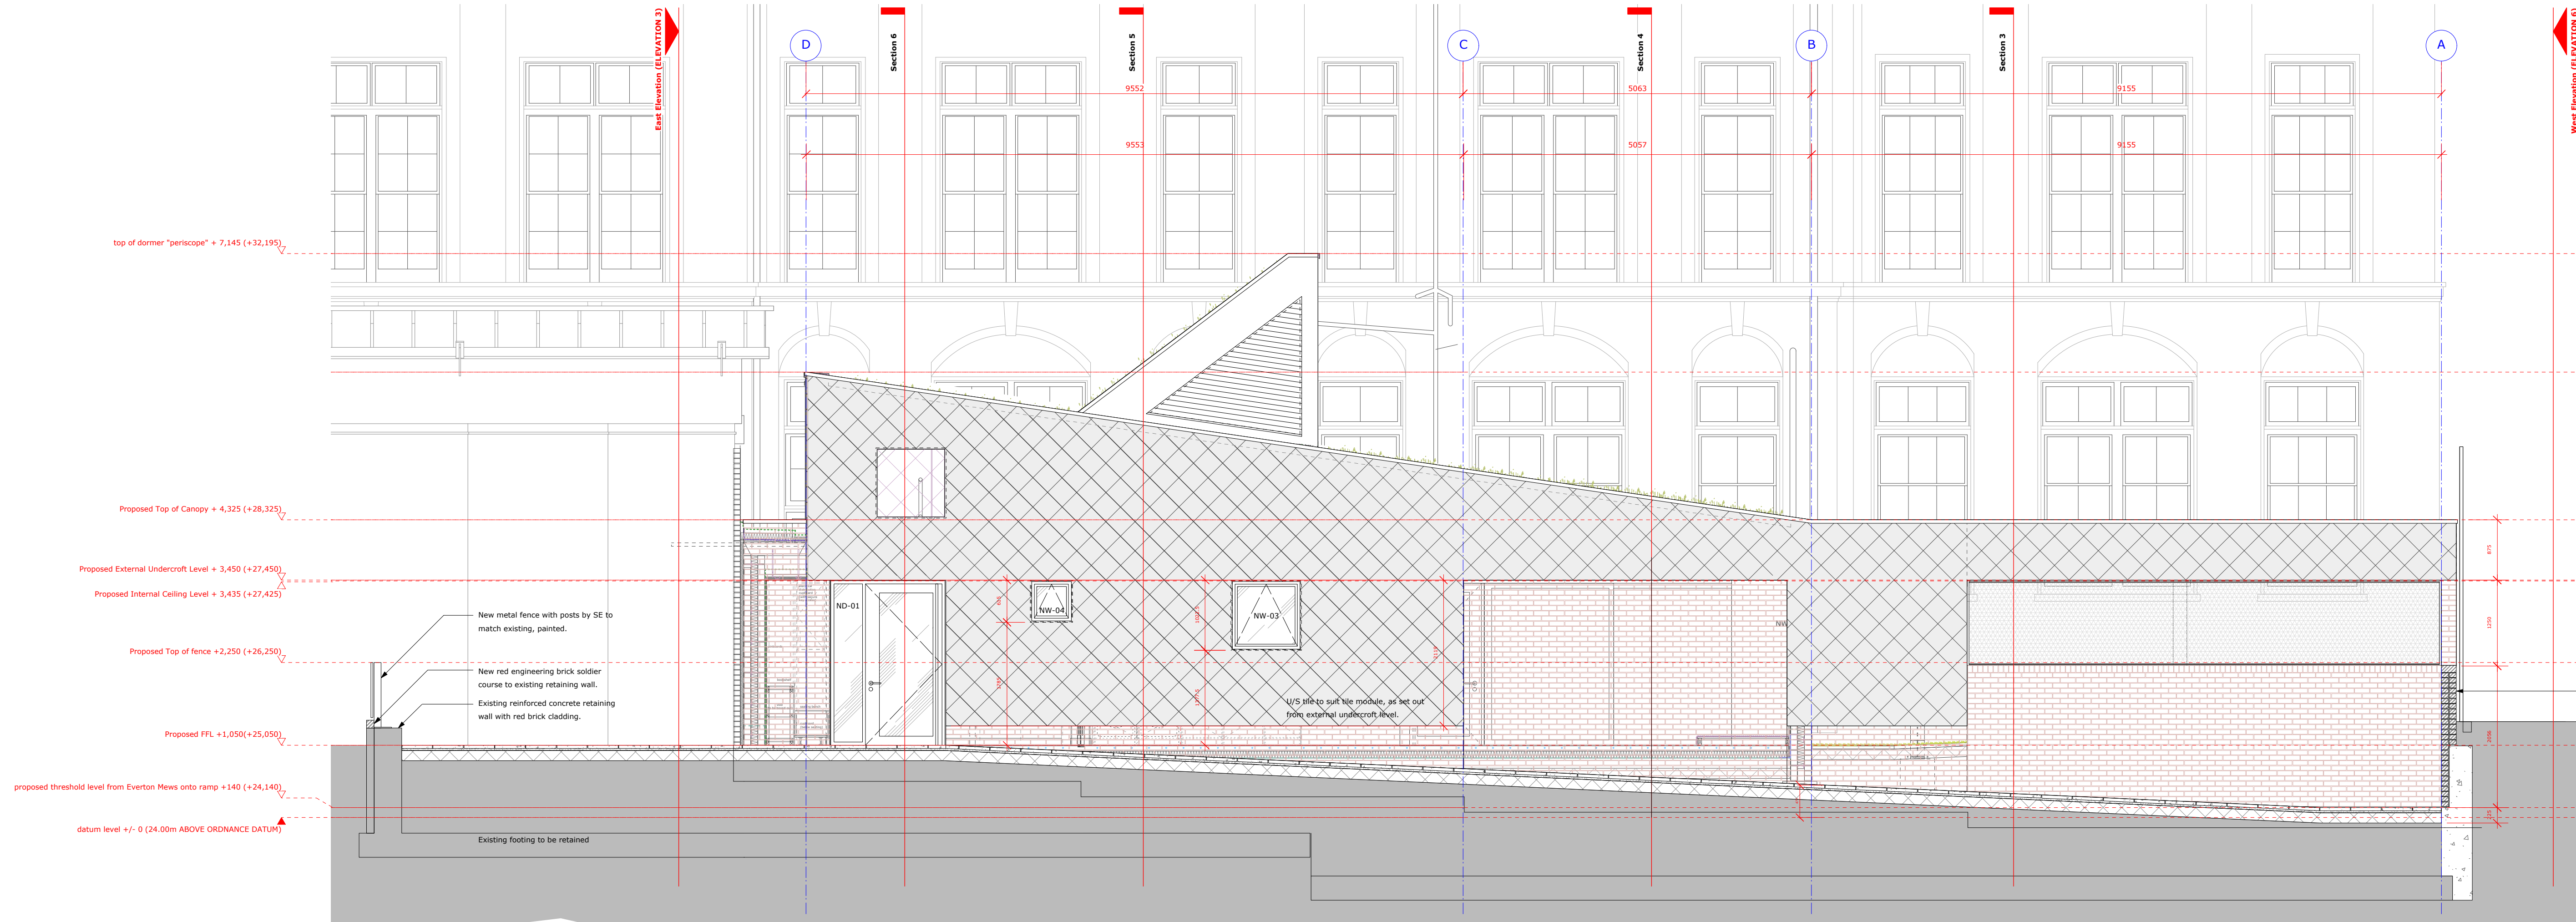 East Elevation (ELEVATION 3)
D
Section 6
Section 5
C
Section 4
B
Section 3
A
West Elevation (ELEVATION 6)
9552
5063
9155
9553
5057
9155
top of dormer "periscope" + 7,145 (+32,195)
Proposed Top of Canopy + 4,325 (+28,325)
Proposed External Undercroft Level + 3,450 (+27,450)
Proposed Internal Ceiling Level + 3,435 (+27,425)
Proposed Top of fence +2,250 (+26,250)
Proposed FFL +1,050(+25,050)
proposed threshold level from Everton Mews onto ramp +140 (+24,140)
datum level +/- 0 (24.00m ABOVE ORDNANCE DATUM)
New metal fence with posts by SE to
match existing, painted.
New red engineering brick soldier
course to existing retaining wall.
Existing reinforced concrete retaining
wall with red brick cladding.
Existing footing to be retained
ND-01
NW-04
NW-03
NW
U/S tile to suit tile module, as set out
from external undercroft level.
875
1250
2096
225